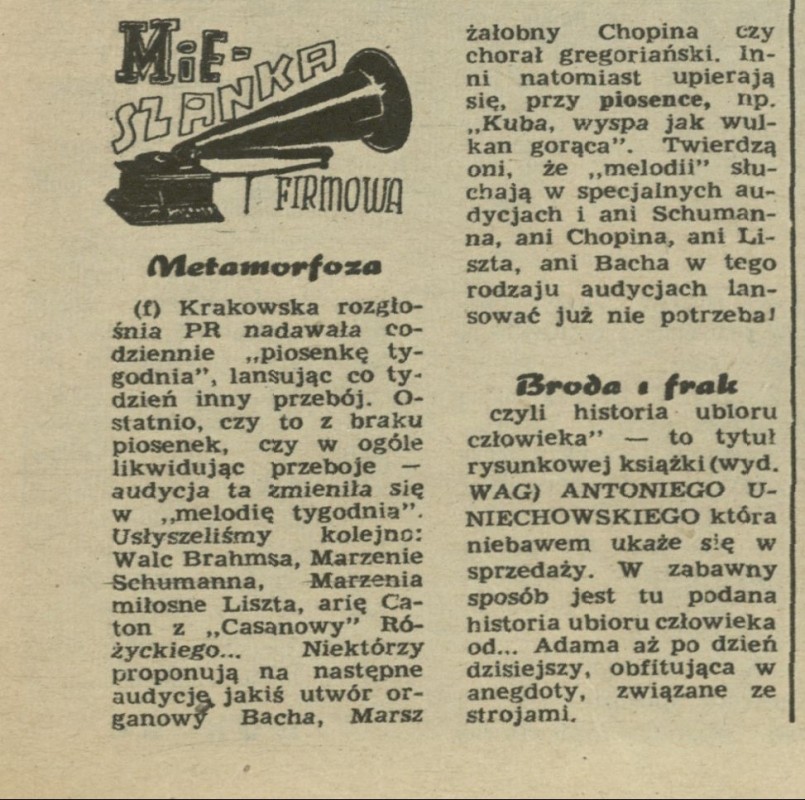 MIE-
SZANKA
FIRMOWA
Metamorfoza
(f) Krakowska rozgło-
śnia PR nadawała co-
dziennie „piosenkę ty-
godnia”, lansując co ty-
dzień inny przebój. O-
statnio, czy to z braku
piosenek, czy w ogóle
likwidując przeboje —
audycja ta zmieniła się
w „melodię tygodnia”.
Usłyszeliśmy kolejno:
Walc Brahmsa, Marzenie
Schumanna, Marzenia
miłosne Liszta, arię Ca-
ton z „Casanowy” Ró-
życkiego... Niektórzy
proponują na następne
audycję jakiś utwór or-
ganowy Bacha, Marsz
żałobny Chopina czy
chorał gregoriański. In-
ni natomiast upierają
się, przy piosence, np.
„Kuba, wyspa jak wul-
kan gorąca”. Twierdzą
oni, że „melodii” słu-
chają w specjalnych au-
dycjach i ani Schuman-
na, ani Chopina, ani Li-
szta, ani Bacha w tego
rodzaju audycjach lan-
sować już nie potrzeba!
Broda i frak
czyli historia ubioru
człowieka” — to tytuł
rysunkowej książki (wyd.
WAG) ANTONIEGO U-
NIECHOWSKIEGO która
niebawem ukaże się w
sprzedaży. W zabawny
sposób jest tu podana
historia ubioru człowieka
od... Adama aż po dzień
dzisiejszy, obfitująca w
anegdoty, związane ze
strojami.